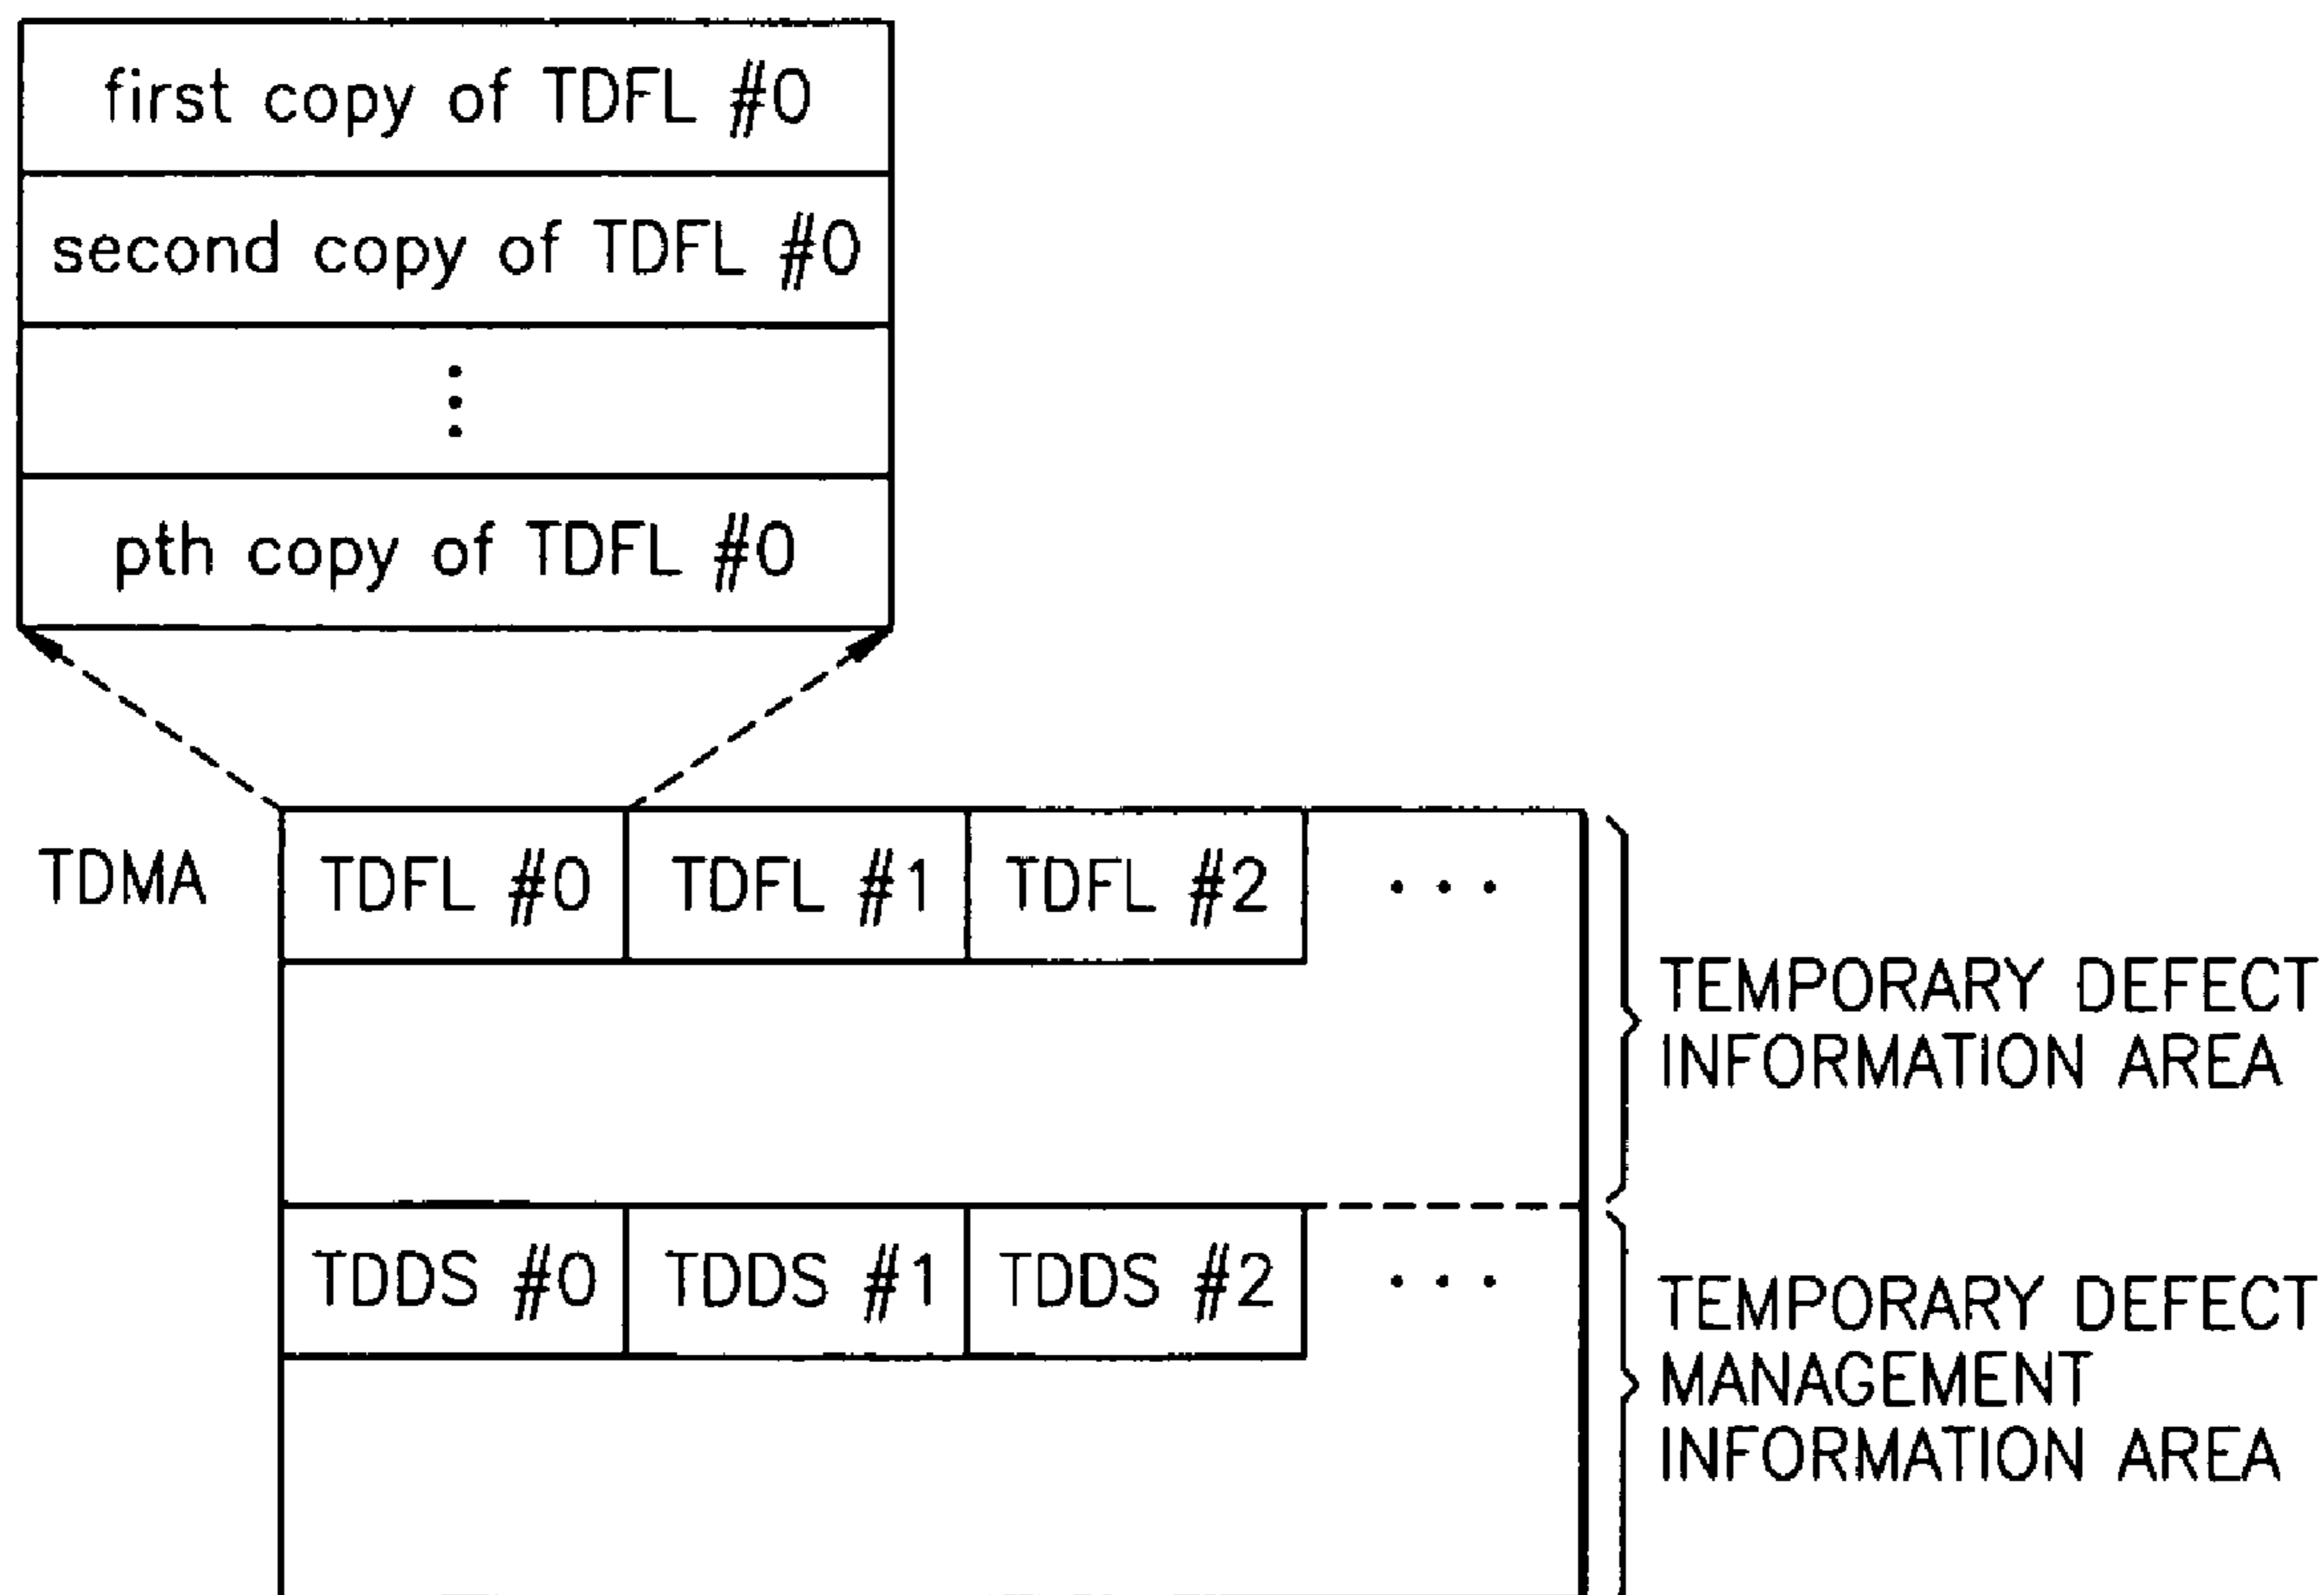 first copy of TDFL #0
second copy of TDFL #0
⋮
pth copy of TDFL #0
TDMA
TDFL #0
TDFL #1
TDFL #2
...
TEMPORARY DEFECT
INFORMATION AREA
TDDS #0
TDDS #1
TDDS #2
...
TEMPORARY DEFECT
MANAGEMENT
INFORMATION AREA